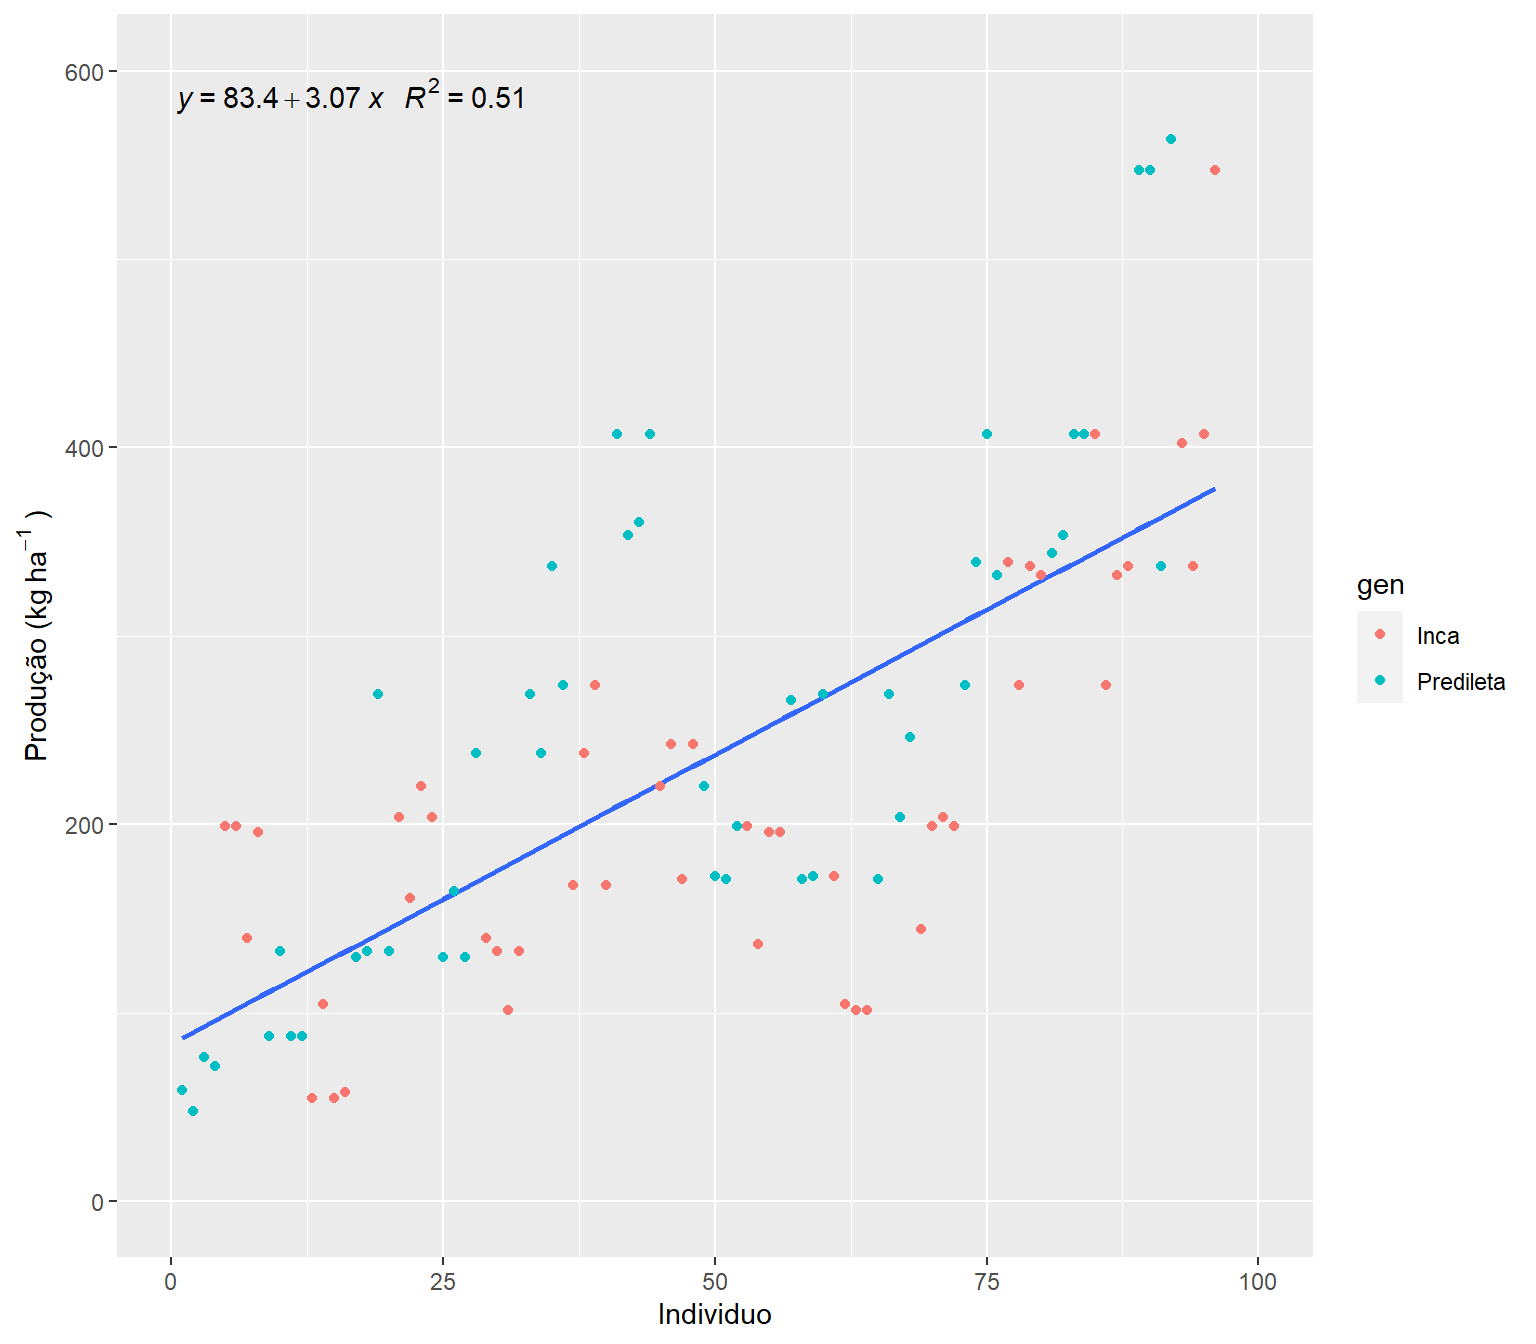 y = 83.4 + 3.07 x R² = 0.51
Produção (kg ha⁻¹ )
600
400
200
0
0 25 50 75 100
Individuo
gen
Inca
Predileta